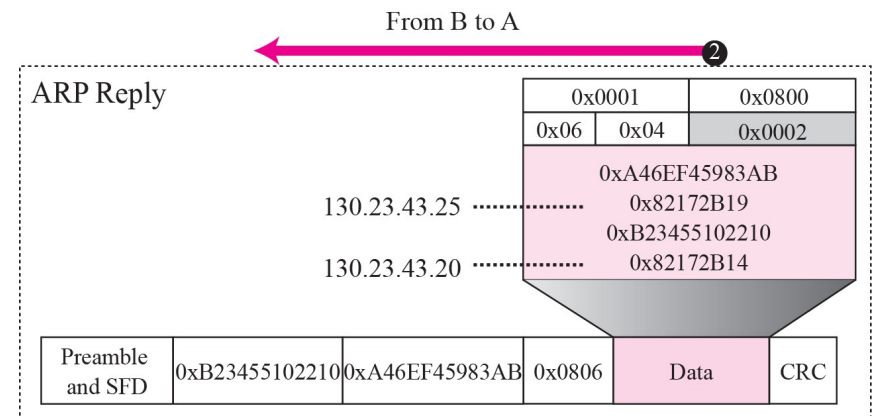 From B to A
2
ARP Reply
0x0001 0x0800
0x06 0x04 0x0002
0xA46EF45983AB
130.23.43.25 0x82172B19
0xB23455102210
130.23.43.20 0x82172B14
Preamble
and SFD 0xB23455102210 0xA46EF45983AB 0x0806 Data CRC